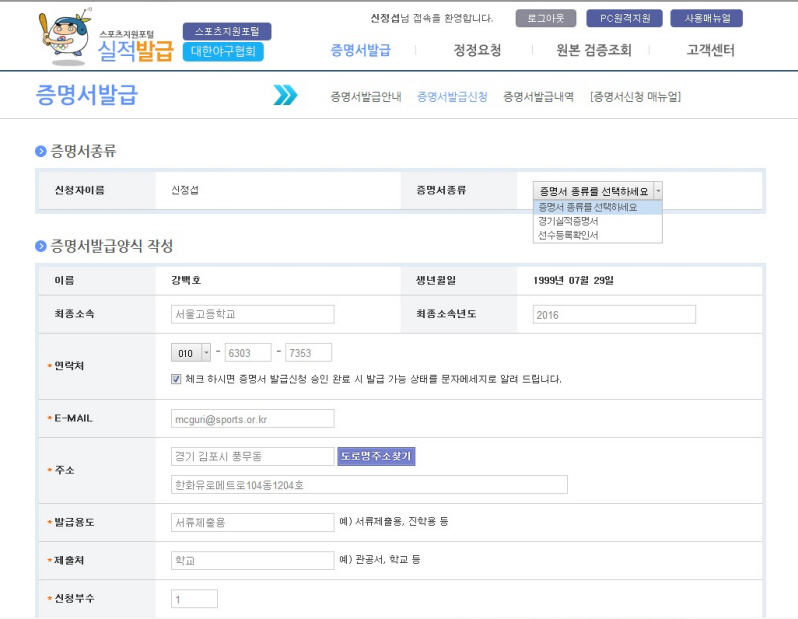 신정섭님 접속을 환영합니다. 로그아웃 PC원격지원 사용매뉴얼
스포츠지원포털
실적발급
스포츠지원포털
대한야구협회
증명서발급 정정요청 원본 검증조회 고객센터
증명서발급
증명서발급안내 증명서발급신청 증명서발급내역 [증명서신청 매뉴얼]
증명서종류
신청자이름 신정섭 증명서종류 증명서 종류를 선택하세요
증명서 종류를 선택하세요
경기실적증명서
선수등록확인서
증명서발급양식 작성
이름 강백호 생년월일 1999년 07월 29일
최종소속 서울고등학교 최종소속년도 2016
*연락처 010 - 6303 - 7353
체크 하시면 증명서 발급신청 승인 완료 시 발급 가능 상태를 문자메세지로 알려 드립니다.
*E-MAIL mcguri@sports.or.kr
*주소 경기 김포시 풍무동 도로명주소찾기
한화유로메트로104동1204호
*발급용도 서류제출용 예) 서류제출용, 진학용 등
*제출처 학교 예) 관공서, 학교 등
*신청부수 1